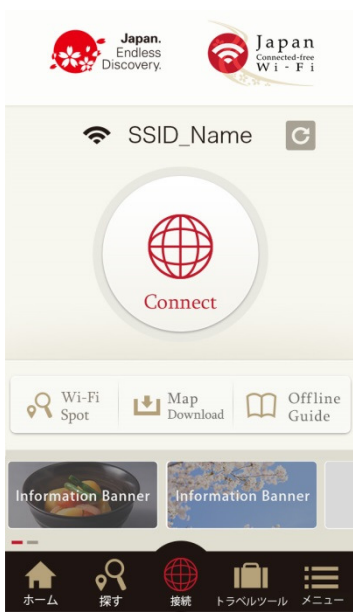 Japan.
Endless
Discovery.
Japan
Connected-free
Wi-Fi
SSID_Name
Connect
Wi-Fi
Spot
Map
Download
Offline
Guide
Information Banner
Information Banner
ホーム
探す
接続
トラベルツール
メニュー